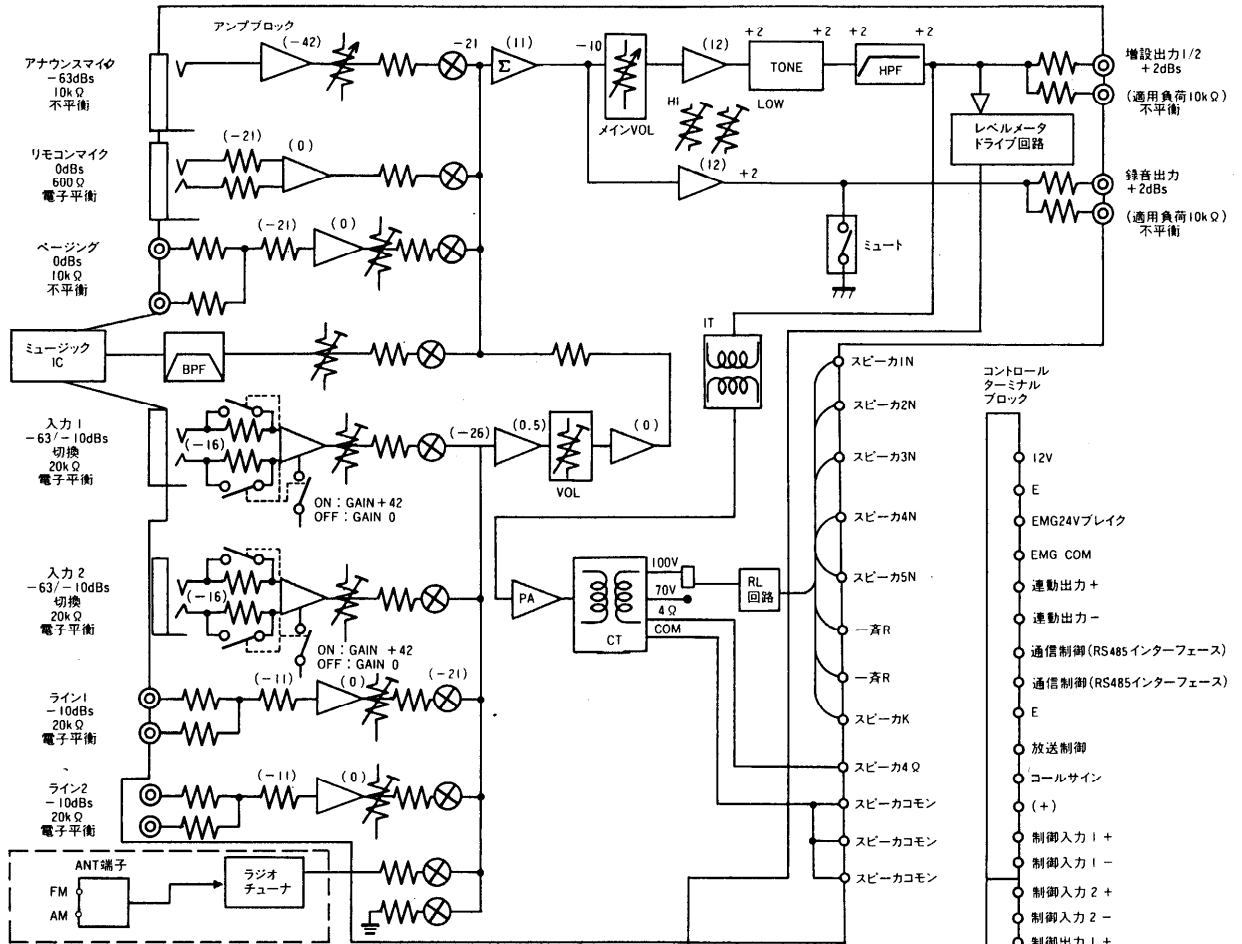 アンプブロック
アナウンスマイク
-63dBs
10kΩ
不平衡
(-42)
-21
(11)
Σ
-10
メインVOL
(12)
+2
TONE
+2
+2
HPF
+2
HI
LOW
増設出力1/2
+2dBs
(適用負荷10kΩ)
不平衡
レベルメータ
ドライブ回路
リモコンマイク
0dBs
600Ω
電子平衡
(-21)
(0)
(12)
+2
録音出力
+2dBs
(適用負荷10kΩ)
不平衡
ミュート
ページング
0dBs
10kΩ
不平衡
(-21)
(0)
ミュージック
IC
BPF
IT
入力1
-63/-10dBs
切換
20kΩ
電子平衡
(-16)
ON:GAIN+42
OFF:GAIN 0
(-26)
(0.5)
VOL
(0)
入力2
-63/-10dBs
切換
20kΩ
電子平衡
(-16)
ON:GAIN +42
OFF:GAIN 0
PA
CT
100V
70V
4Ω
COM
RL
回路
ライン1
-10dBs
20kΩ
電子平衡
(-11)
(0)
(-21)
ライン2
-10dBs
20kΩ
電子平衡
(-11)
(0)
ANT端子
FM
AM
ラジオ
チューナ
スピーカ1N
スピーカ2N
スピーカ3N
スピーカ4N
スピーカ5N
一斉R
一斉R
スピーカK
スピーカ4Ω
スピーカコモン
スピーカコモン
スピーカコモン
コントロール
ターミナル
ブロック
12V
E
EMG24Vブレイク
EMG COM
連動出力+
連動出力-
通信制御(RS485インターフェース)
通信制御(RS485インターフェース)
E
放送制御
コールサイン
(+)
制御入力1+
制御入力1-
制御入力2+
制御入力2-
制御出力1+